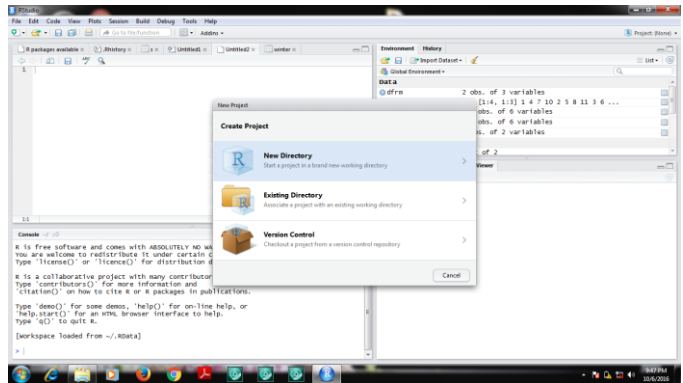 RStudio
File Edit Code View Plots Session Build Debug Tools Help
Go to file/function Addins
Project: (None)
R packages available .Rhistory s Untitled1 Untitled2 winter
1
1:1
Environment History
Import Dataset
List
Global Environment
Data
dfrm 2 obs. of 3 variables
[1:4, 1:3] 1 4 7 10 2 5 8 11 3 6 ...
obs. of 6 variables
obs. of 6 variables
s. of 2 variables
of 2
Viewer
New Project
Create Project
New Directory
Start a project in a brand new working directory
Existing Directory
Associate a project with an existing working directory
Version Control
Checkout a project from a version control repository
Cancel
Console ~/
R is free software and comes with ABSOLUTELY NO WA
You are welcome to redistribute it under certain c
Type 'license()' or 'licence()' for distribution d
R is a collaborative project with many contributor
Type 'contributors()' for more information and
'citation()' on how to cite R or R packages in publications.
Type 'demo()' for some demos, 'help()' for on-line help, or
'help.start()' for an HTML browser interface to help.
Type 'q()' to quit R.
[Workspace loaded from ~/.RData]
>
9:47 PM
10/6/2016